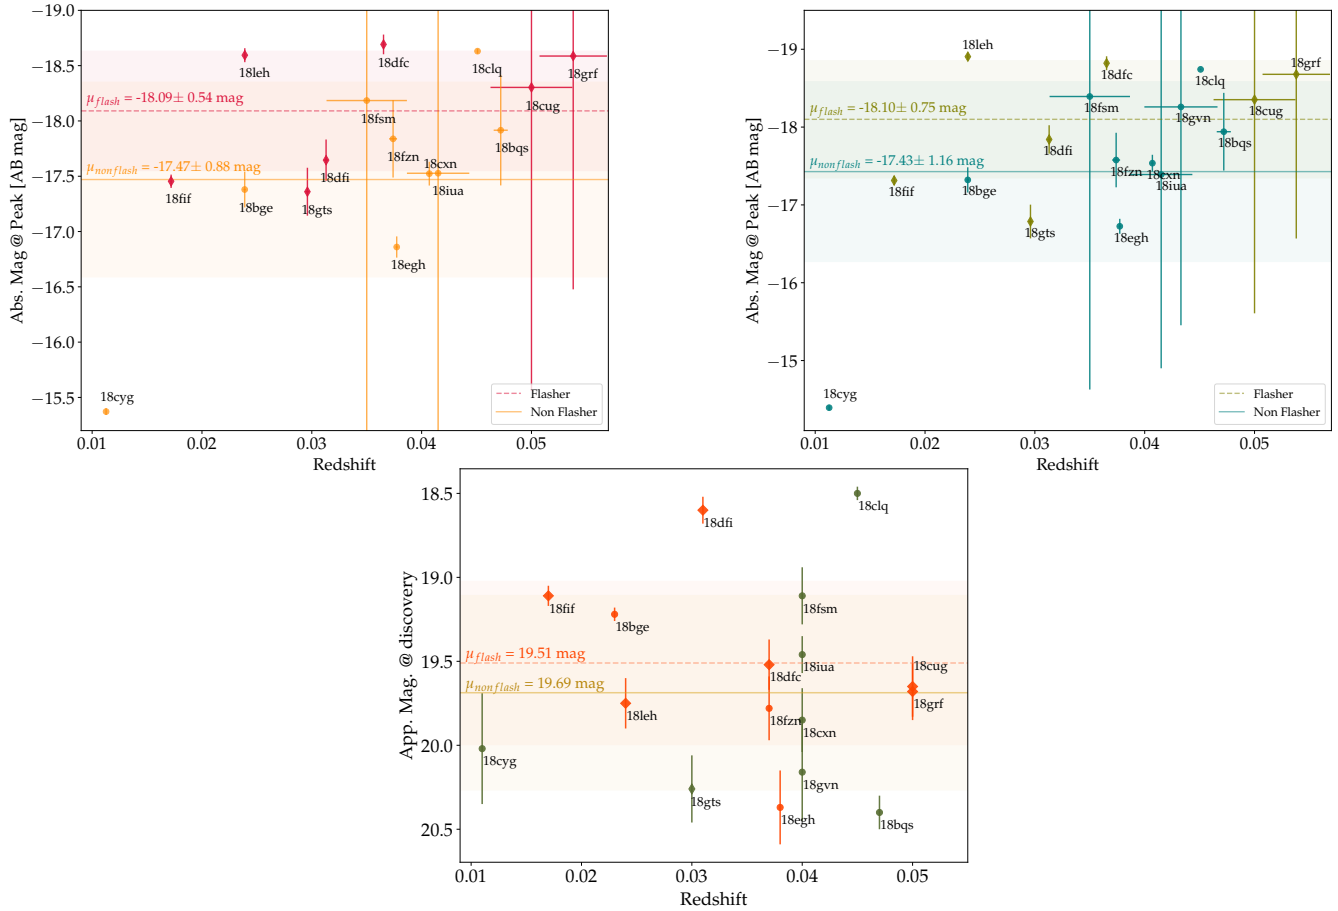 −19.0
−18.5
−18.0
−17.5
−17.0
−16.5
−16.0
−15.5
Abs. Mag @ Peak [AB mag]
18leh
18dfc
18clq
18grf
18cug
μflash = -18.09± 0.54 mag
18fsm
18fzn
18cxn
18bqs
μnonflash = -17.47± 0.88 mag
18dfi
18fif
18bge
18gts
18iua
18egh
18cyg
Flasher
Non Flasher
0.01 0.02 0.03 0.04 0.05
Redshift
−19
−18
−17
−16
−15
Abs. Mag @ Peak [AB mag]
18leh
18dfc
18clq
18grf
18fsm
18gvn
18cug
μflash = -18.10± 0.75 mag
18dfi
18bqs
μnonflash = -17.43± 1.16 mag
18fzn
18cxn
18iua
18fif
18bge
18gts
18egh
18cyg
Flasher
Non Flasher
0.01 0.02 0.03 0.04 0.05
Redshift
18.5
19.0
19.5
20.0
20.5
App. Mag. @ discovery
18clq
18dfi
18fif
18bge
18fsm
μflash = 19.51 mag
18iua
18cug
18dfc
μnonflash = 19.69 mag
18leh
18fzn
18grf
18cxn
18cyg
18gvn
18gts
18egh
18bqs
0.01 0.02 0.03 0.04 0.05
Redshift